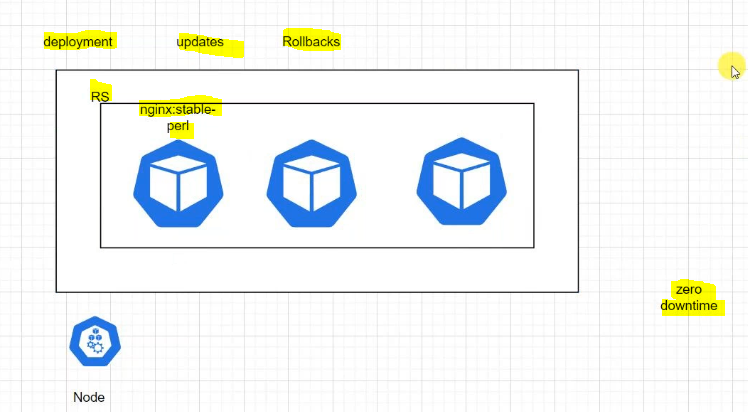 deployment updates Rollbacks
RS
nginx:stable-
perl
zero
downtime
Node